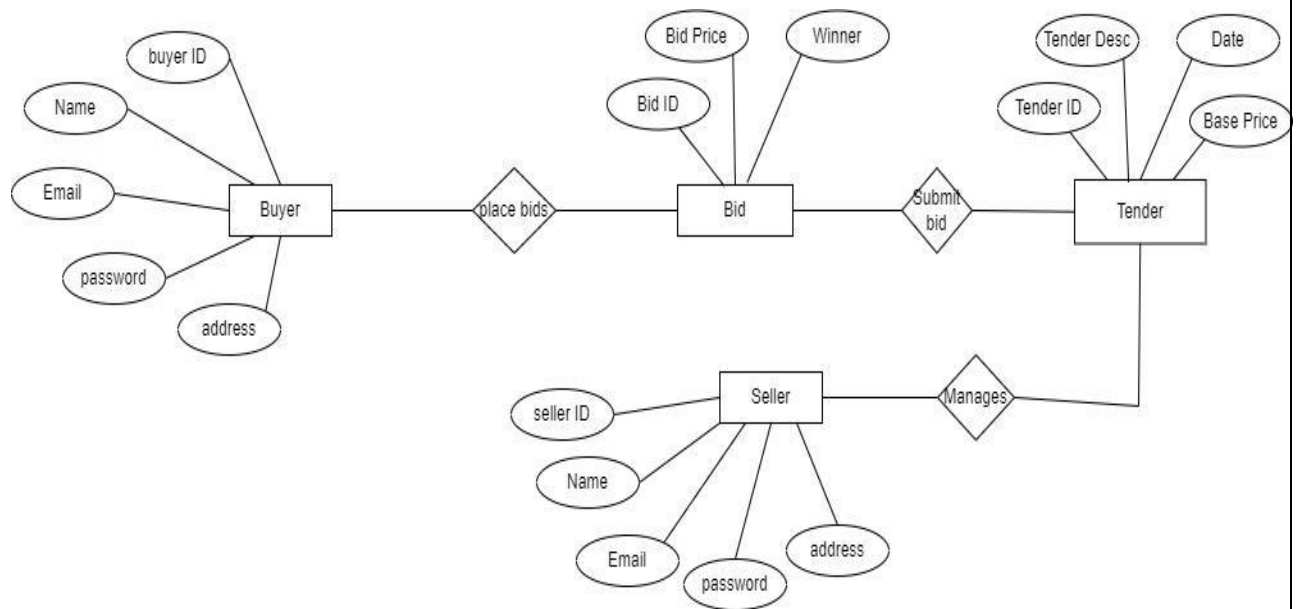 Bid Price
Winner
Tender Desc
Date
buyer ID
Name
Bid ID
Tender ID
Base Price
Email
Buyer
place bids
Bid
Submit
bid
Tender
password
address
seller ID
Seller
Manages
Name
Email
password
address